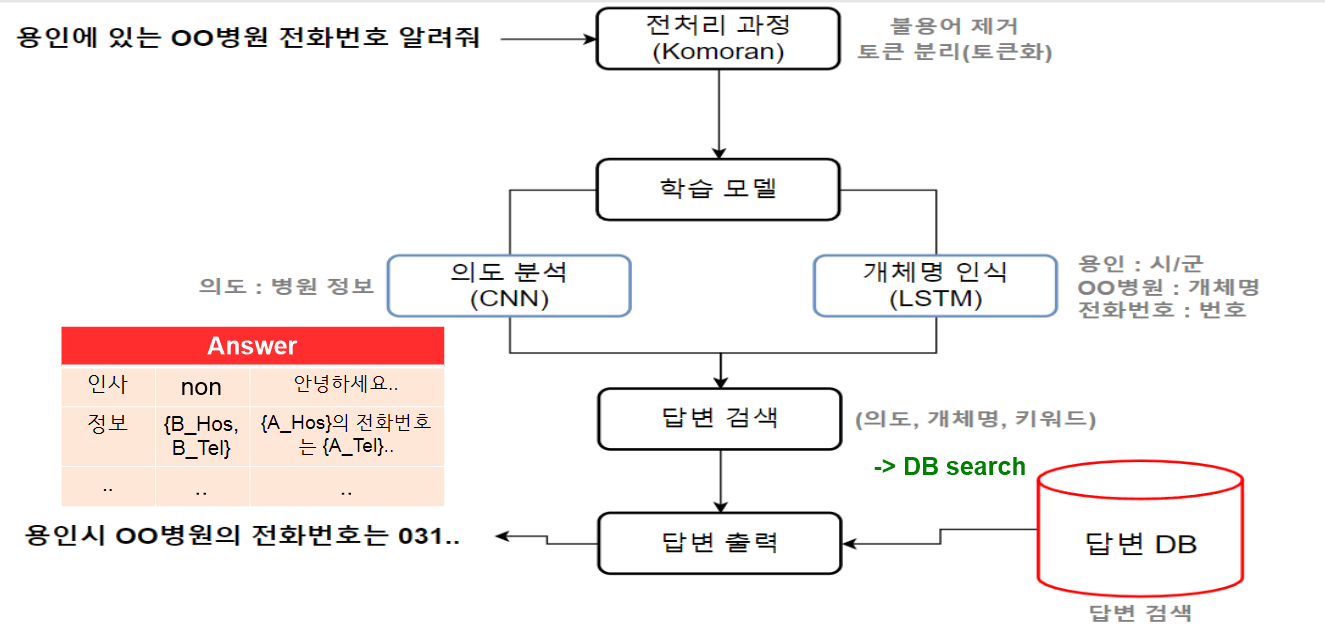 용인에 있는 OO병원 전화번호 알려줘
전처리 과정
(Komoran)
불용어 제거
토큰 분리(토큰화)
학습 모델
의도 : 병원 정보
의도 분석
(CNN)
개체명 인식
(LSTM)
용인 : 시/군
OO병원 : 개체명
전화번호 : 번호
Answer
인사
non
안녕하세요..
정보
{B_Hos,
B_Tel}
{A_Hos}의 전화번호
는 {A_Tel}..
..
..
..
답변 검색
(의도, 개체명, 키워드)
-> DB search
용인시 OO병원의 전화번호는 031..
답변 출력
답변 DB
답변 검색